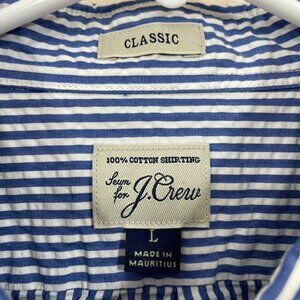 CLASSIC
100% COTTON SHIRTING
Sewn
for J.Crew
L
MADE IN
MAURITIUS